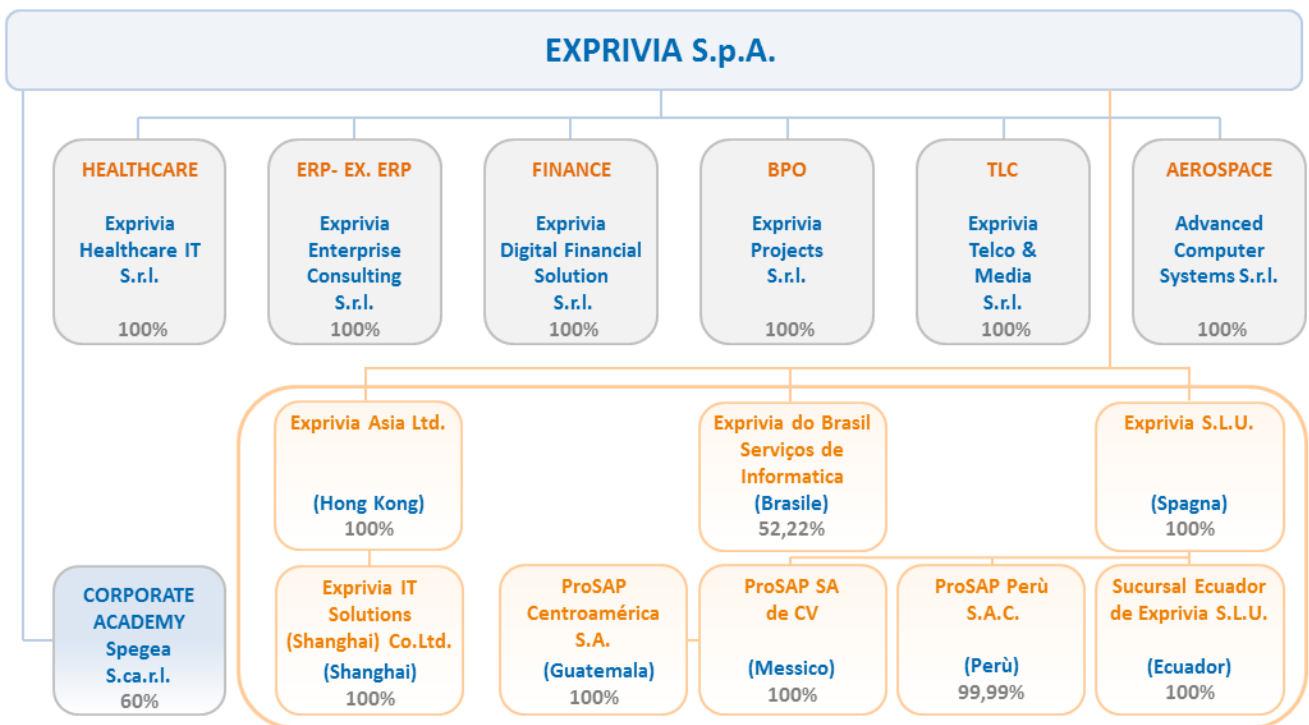 EXPRIVIA S.p.A.
HEALTHCARE
Exprivia
Healthcare IT
S.r.l.
100%
ERP- EX. ERP
Exprivia
Enterprise
Consulting
S.r.l.
100%
FINANCE
Exprivia
Digital Financial
Solution
S.r.l.
100%
BPO
Exprivia
Projects
S.r.l.
100%
TLC
Exprivia
Telco &
Media
S.r.l.
100%
AEROSPACE
Advanced
Computer
Systems S.r.l.
100%
Exprivia Asia Ltd.
(Hong Kong)
100%
Exprivia do Brasil
Serviços de
Informatica
(Brasile)
52,22%
Exprivia S.L.U.
(Spagna)
100%
CORPORATE
ACADEMY
Spegea
S.ca.r.l.
60%
Exprivia IT
Solutions
(Shanghai) Co.Ltd.
(Shanghai)
100%
ProSAP
Centroamérica
S.A.
(Guatemala)
100%
ProSAP SA
de CV
(Messico)
100%
ProSAP Perù
S.A.C.
(Perù)
99,99%
Sucursal Ecuador
de Exprivia S.L.U.
(Ecuador)
100%